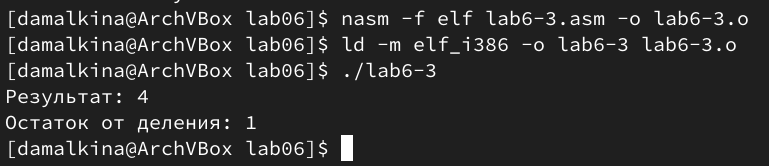 [damalkina@ArchVBox lab06]$ nasm -f elf lab6-3.asm -o lab6-3.o
[damalkina@ArchVBox lab06]$ ld -m elf_i386 -o lab6-3 lab6-3.o
[damalkina@ArchVBox lab06]$ ./lab6-3
Результат: 4
Остаток от деления: 1
[damalkina@ArchVBox lab06]$